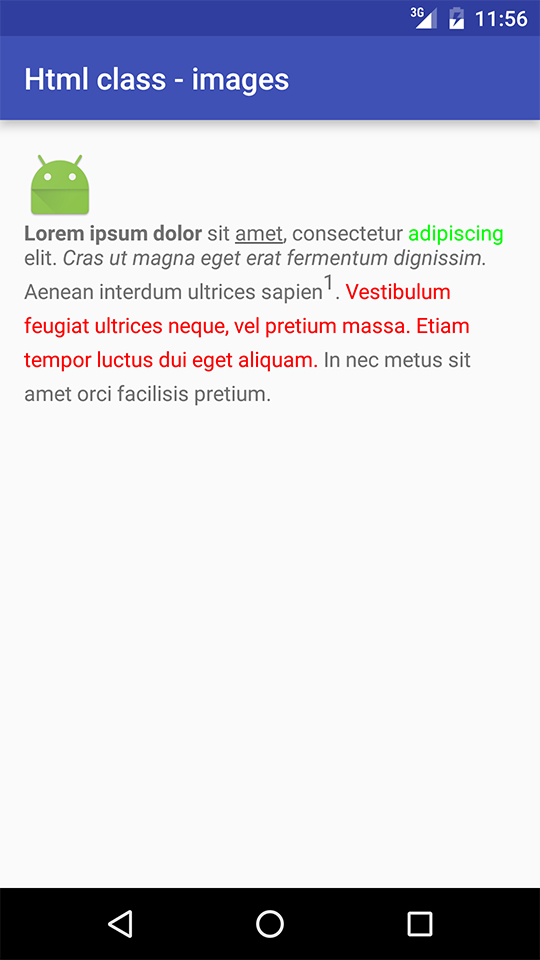 3G 11:56
Html class - images
Lorem ipsum dolor sit amet, consectetur adipiscing
elit. Cras ut magna eget erat fermentum dignissim.
Aenean interdum ultrices sapien1. Vestibulum
feugiat ultrices neque, vel pretium massa. Etiam
tempor luctus dui eget aliquam. In nec metus sit
amet orci facilisis pretium.